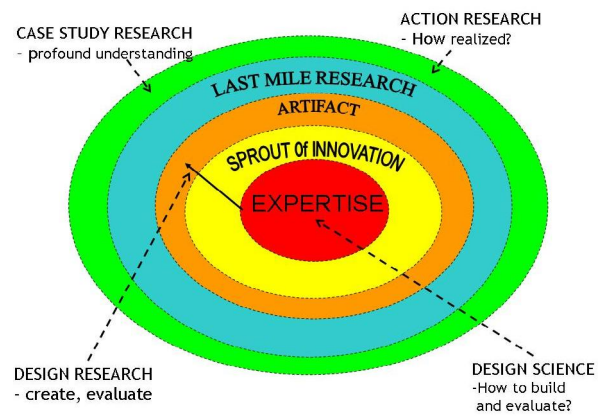 CASE STUDY RESEARCH
- profound understanding
ACTION RESEARCH
- How realized?
LAST MILE RESEARCH
ARTIFACT
SPROUT of INNOVATION
EXPERTISE
DESIGN RESEARCH
- create, evaluate
DESIGN SCIENCE
-How to build
and evaluate?